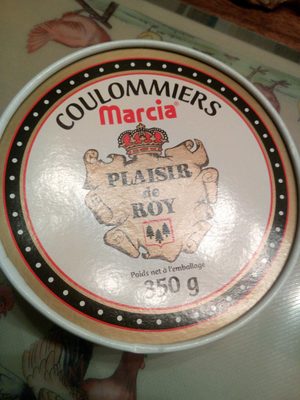 COULOMMIERS
Marcia®
PLAISIR
de
ROY
Poids net à l'emballage
350 g